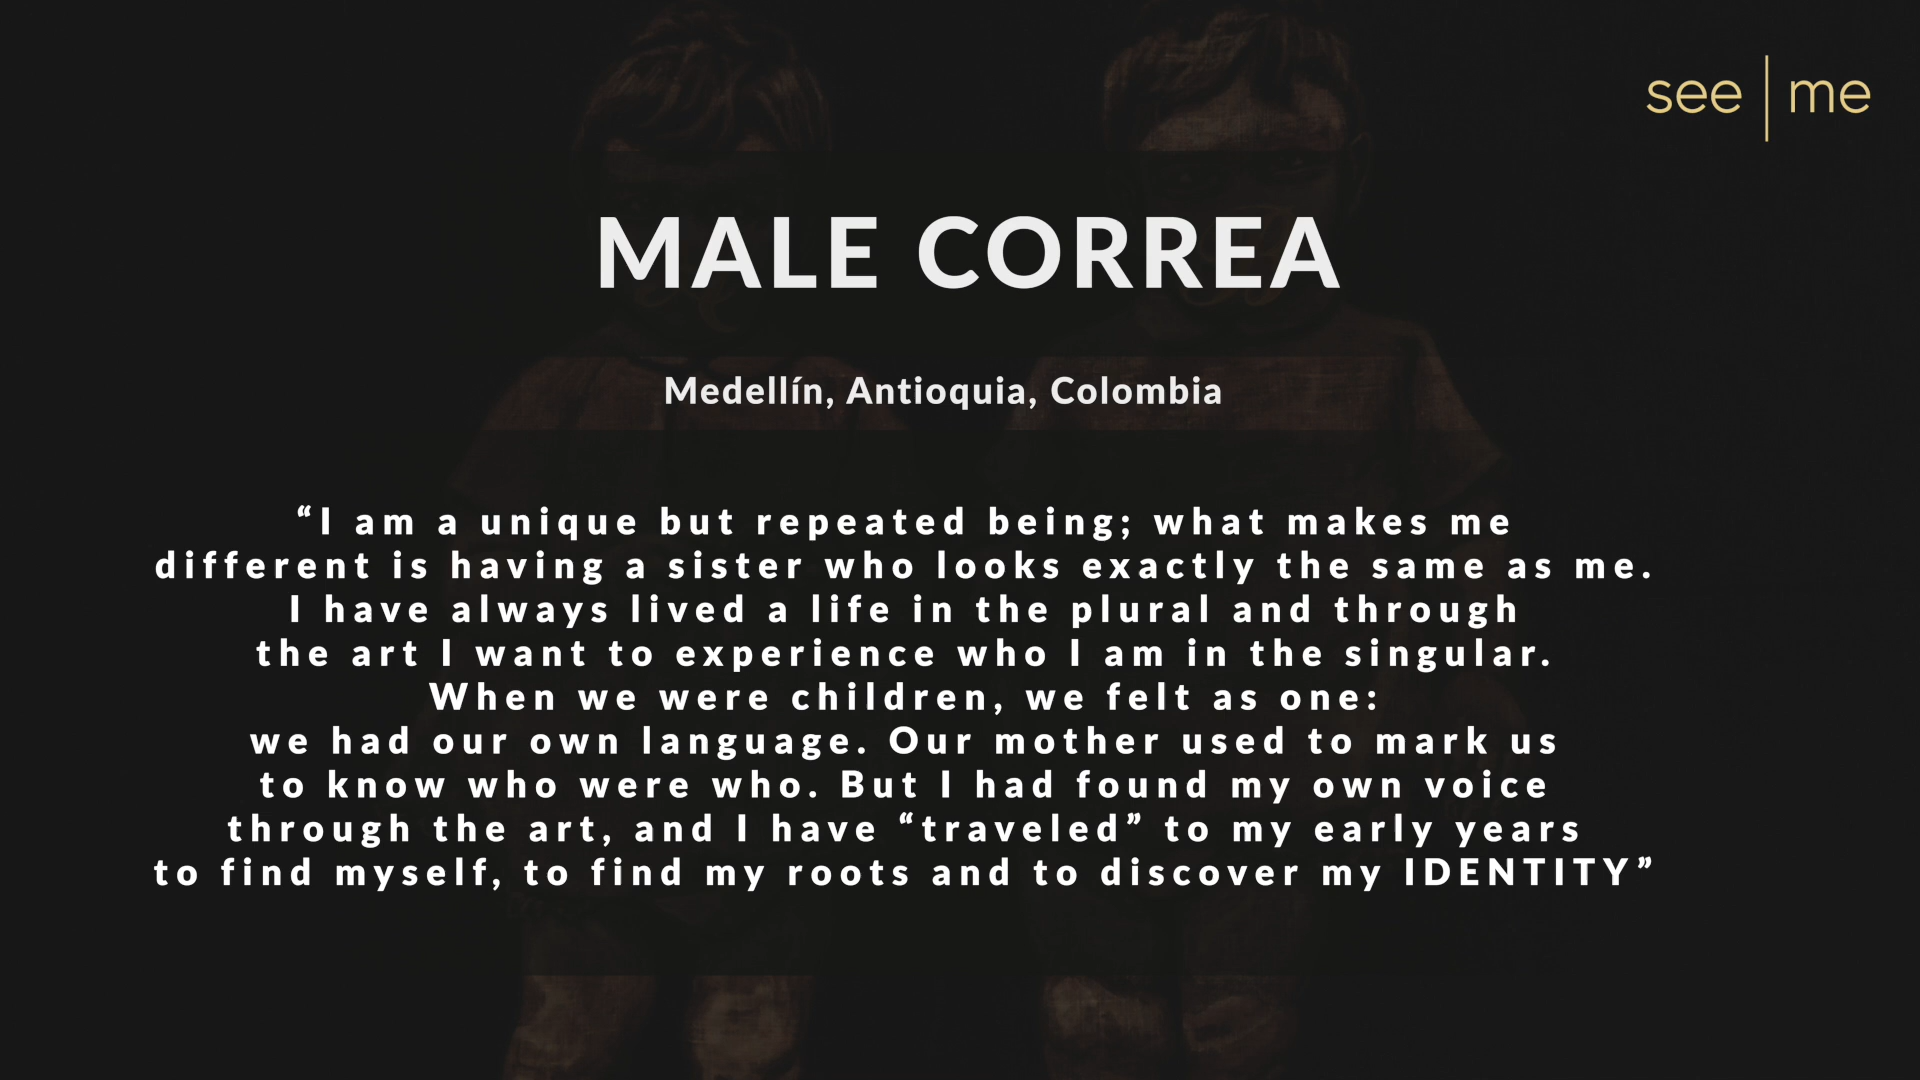 see | me
MALE CORREA
Medellín, Antioquia, Colombia
“I am a unique but repeated being; what makes me
different is having a sister who looks exactly the same as me.
I have always lived a life in the plural and through
the art I want to experience who I am in the singular.
When we were children, we felt as one:
we had our own language. Our mother used to mark us
to know who were who. But I had found my own voice
through the art, and I have “traveled” to my early years
to find myself, to find my roots and to discover my IDENTITY”